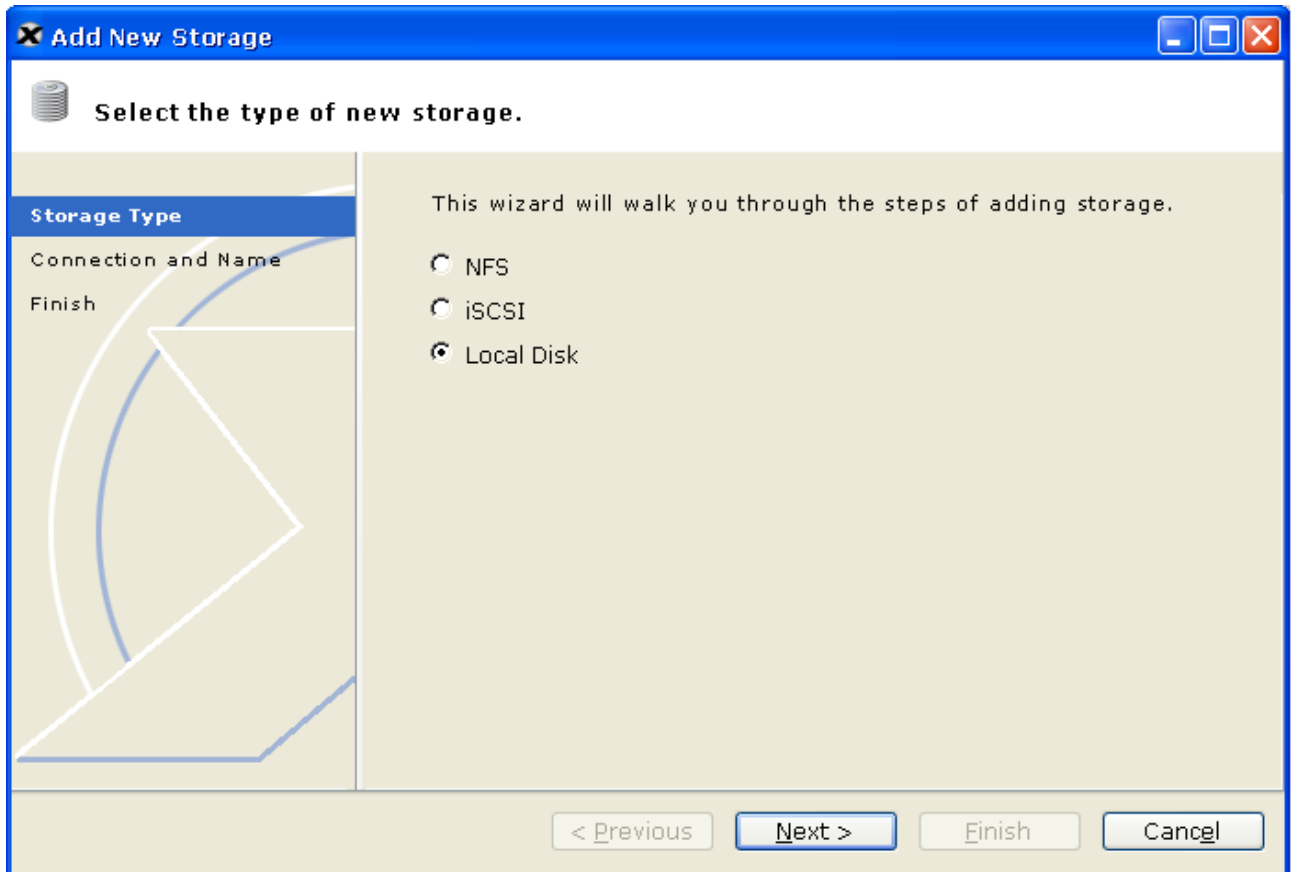 Add New Storage
Select the type of new storage.
Storage Type
Connection and Name
Finish
This wizard will walk you through the steps of adding storage.
NFS
iSCSI
Local Disk
< Previous
Next >
Finish
Cancel